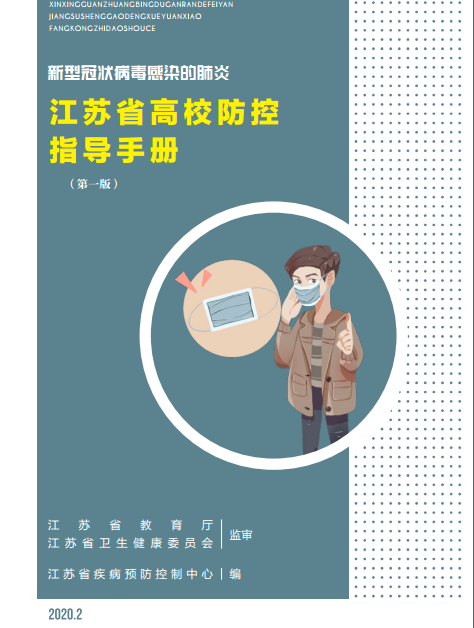 XINXINGGUANZHUANGBINGDUGANRANDEFEIYAN
JIANGSUSHENGGAODENGXUEYUANXIAO
FANGKONGZHIDAOSHOUCE
新型冠状病毒感染的肺炎
江苏省高校防控
指导手册
（第一版）
江苏省教育厅
江苏省卫生健康委员会
监审
江苏省疾病预防控制中心
编
2020.2